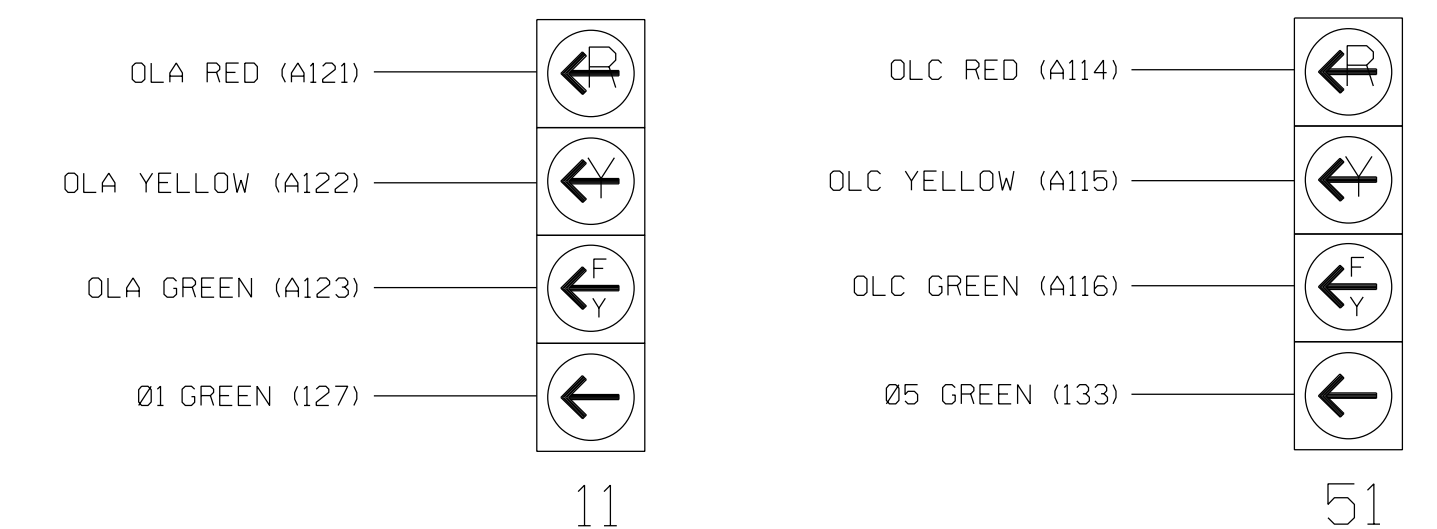 OLA RED (A121)
R
OLA YELLOW (A122)
Y
OLA GREEN (A123)
F
Y
Ø1 GREEN (127)
11
OLC RED (A114)
R
OLC YELLOW (A115)
Y
OLC GREEN (A116)
F
Y
Ø5 GREEN (133)
51